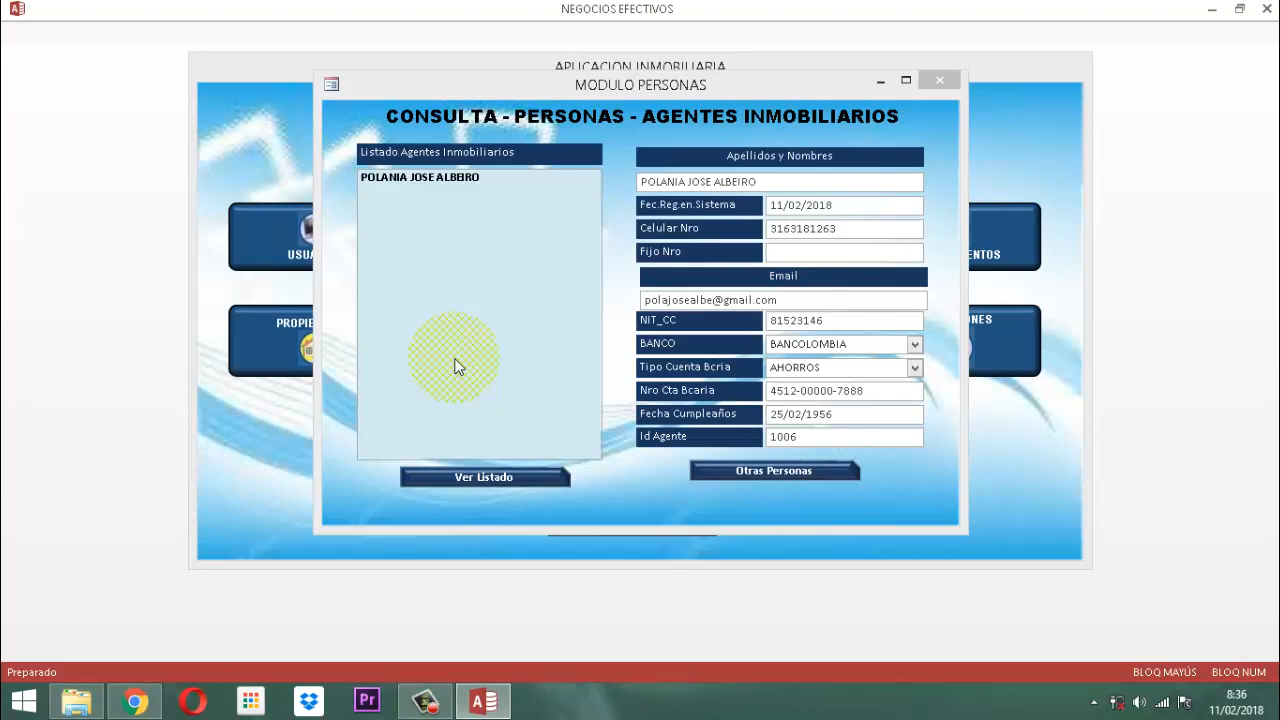 NEGOCIOS EFECTIVOS
APLICACION INMOBILIARIA
MODULO PERSONAS
CONSULTA - PERSONAS - AGENTES INMOBILIARIOS
Listado Agentes Inmobiliarios
POLANIA JOSE ALBEIRO
Apellidos y Nombres
POLANIA JOSE ALBEIRO
Fec.Reg.en.Sistema 11/02/2018
Celular Nro 3163181263
Fijo Nro
Email
polajosealbe@gmail.com
NIT_CC 81523146
BANCO BANCOLOMBIA
Tipo Cuenta Bcria AHORROS
Nro Cta Bcaria 4512-00000-7888
Fecha Cumpleaños 25/02/1956
Id Agente 1006
Ver Listado
Otras Personas
USUA
ENTOS
PROPIE
NES
Preparado
BLOQ MAYÚS BLOQ NUM
Pr
8:36
11/02/2018